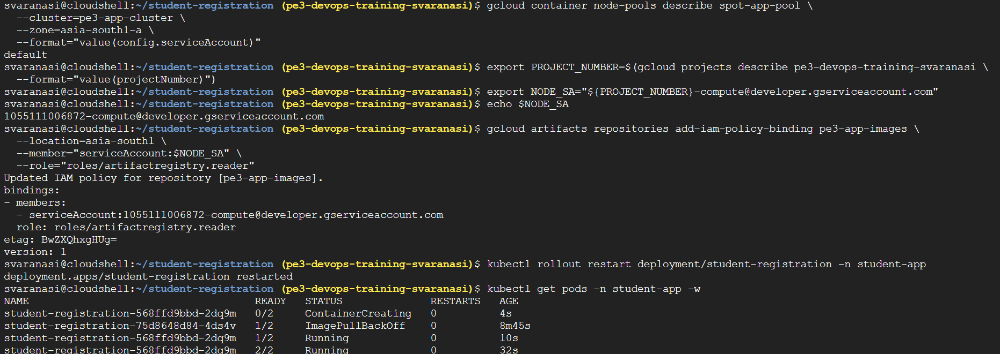 svaranasi@cloudshell:~/student-registration (pe3-devops-training-svaranasi)$ gcloud container node-pools describe spot-app-pool \
  --cluster=pe3-app-cluster \
  --zone=asia-south1-a \
  --format="value(config.serviceAccount)"
default
svaranasi@cloudshell:~/student-registration (pe3-devops-training-svaranasi)$ export PROJECT_NUMBER=$(gcloud projects describe pe3-devops-training-svaranasi \
  --format="value(projectNumber)")
svaranasi@cloudshell:~/student-registration (pe3-devops-training-svaranasi)$ export NODE_SA="${PROJECT_NUMBER}-compute@developer.gserviceaccount.com"
svaranasi@cloudshell:~/student-registration (pe3-devops-training-svaranasi)$ echo $NODE_SA
1055111006872-compute@developer.gserviceaccount.com
svaranasi@cloudshell:~/student-registration (pe3-devops-training-svaranasi)$ gcloud artifacts repositories add-iam-policy-binding pe3-app-images \
  --location=asia-south1 \
  --member="serviceAccount:$NODE_SA" \
  --role="roles/artifactregistry.reader"
Updated IAM policy for repository [pe3-app-images].
bindings:
- members:
  - serviceAccount:1055111006872-compute@developer.gserviceaccount.com
  role: roles/artifactregistry.reader
etag: BwZXQhxgHUg=
version: 1
svaranasi@cloudshell:~/student-registration (pe3-devops-training-svaranasi)$ kubectl rollout restart deployment/student-registration -n student-app
deployment.apps/student-registration restarted
svaranasi@cloudshell:~/student-registration (pe3-devops-training-svaranasi)$ kubectl get pods -n student-app -w
NAME                                    READY   STATUS              RESTARTS   AGE
student-registration-568ffd9bbd-2dq9m   0/2     ContainerCreating   0          4s
student-registration-75d8648d84-4ds4v   1/2     ImagePullBackOff    0          8m45s
student-registration-568ffd9bbd-2dq9m   1/2     Running             0          10s
student-registration-568ffd9bbd-2dq9m   2/2     Running             0          32s